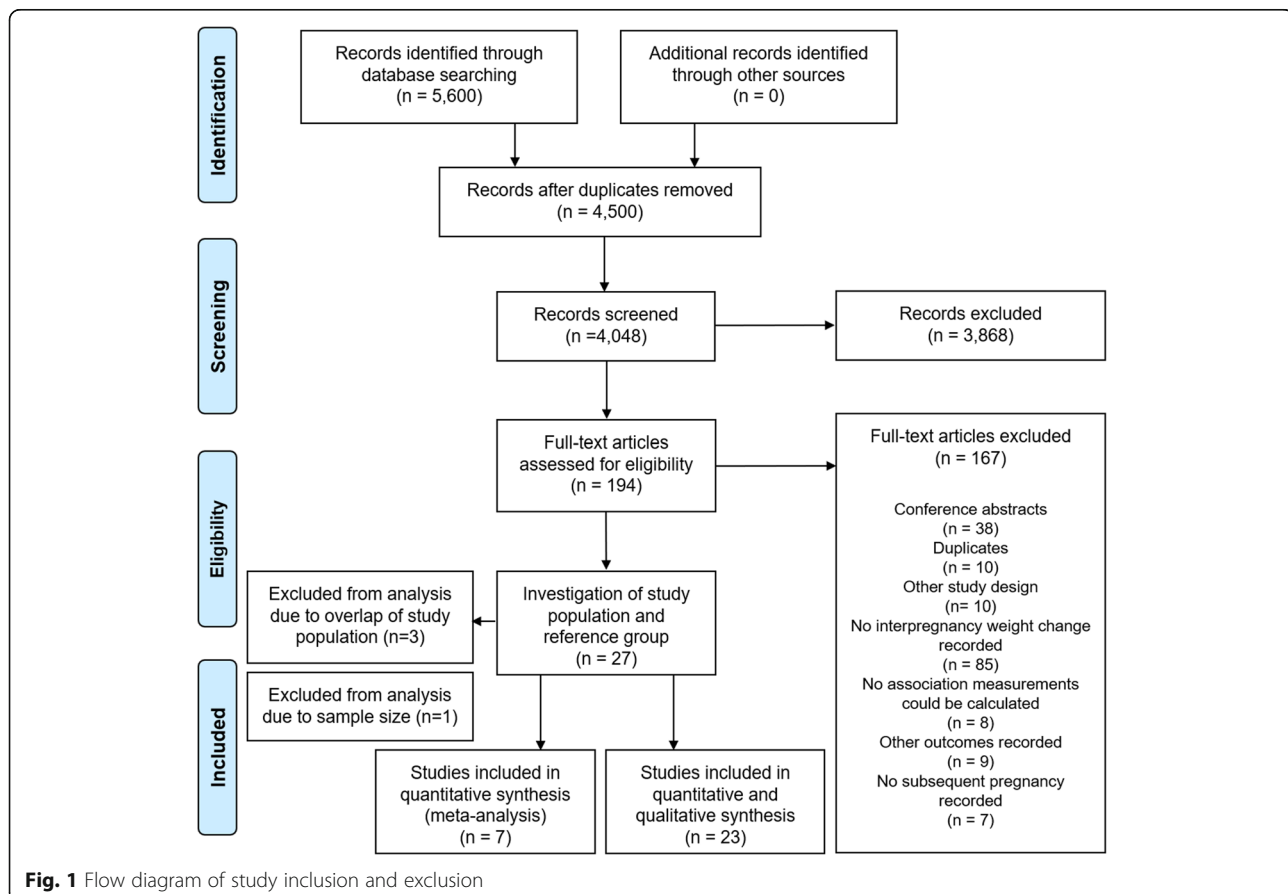 Identification
Records identified through
database searching
(n = 5,600)
Additional records identified
through other sources
(n = 0)
Records after duplicates removed
(n = 4,500)
Screening
Records screened
(n =4,048)
Records excluded
(n = 3,868)
Eligibility
Full-text articles
assessed for eligibility
(n = 194)
Full-text articles excluded
(n = 167)
Conference abstracts
(n = 38)
Duplicates
(n = 10)
Other study design
(n= 10)
No interpregnancy weight change
recorded
(n = 85)
No association measurements
could be calculated
(n = 8)
Other outcomes recorded
(n = 9)
No subsequent pregnancy
recorded
(n = 7)
Excluded from analysis
due to overlap of study
population (n=3)
Investigation of study
population and
reference group
(n = 27)
Included
Excluded from analysis
due to sample size (n=1)
Studies included in
quantitative synthesis
(meta-analysis)
(n = 7)
Studies included in
quantitative and
qualitative synthesis
(n = 23)
Fig. 1 Flow diagram of study inclusion and exclusion